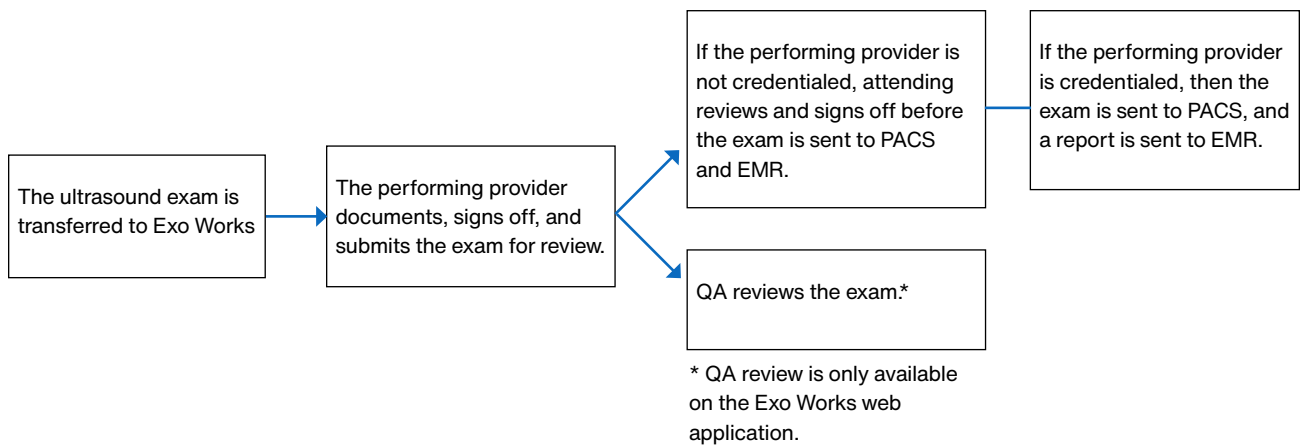 The ultrasound exam is
transferred to Exo Works
The performing provider
documents, signs off, and
submits the exam for review.
If the performing provider is
not credentialed, attending
reviews and signs off before
the exam is sent to PACS
and EMR.
If the performing provider
is credentialed, then the
exam is sent to PACS, and
a report is sent to EMR.
QA reviews the exam.*
* QA review is only available
on the Exo Works web
application.